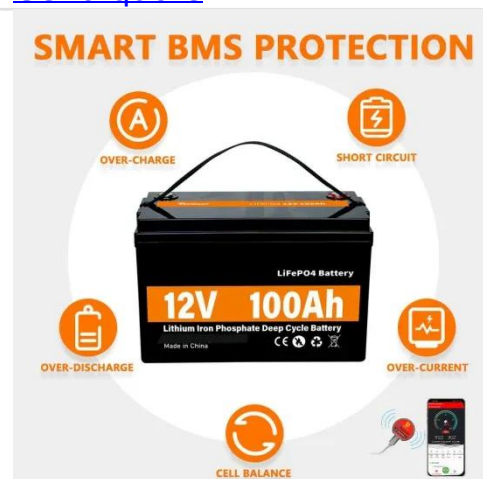 SMART BMS PROTECTION
A
OVER-CHARGE
SHORT CIRCUIT
LiFePO4 Battery
12V 100Ah
Lithium Iron Phosphate Deep Cycle Battery
Made in China
CE
OVER-DISCHARGE
OVER-CURRENT
CELL BALANCE